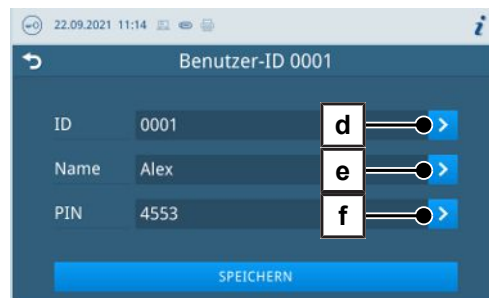 22.09.2021 11:14 i
Benutzer-ID 0001
ID 0001 d
Name Alex e
PIN 4553 f
SPEICHERN